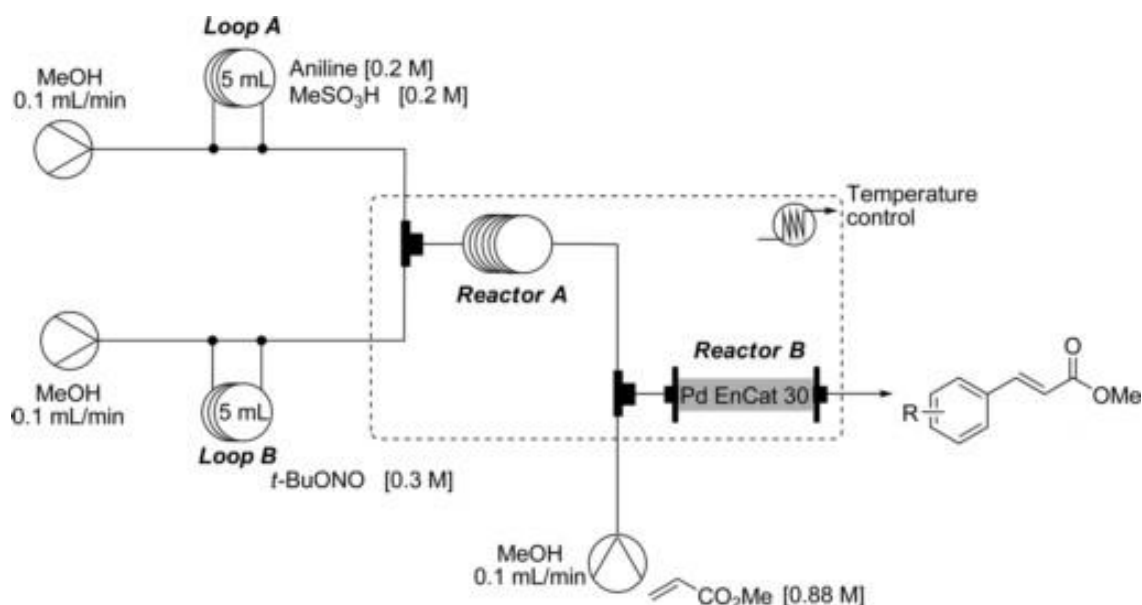 Loop A
5 mL
Aniline [0.2 M]
MeSO₃H [0.2 M]
MeOH
0.1 mL/min
Temperature
control
Reactor A
Reactor B
Pd EnCat 30
MeOH
0.1 mL/min
5 mL
Loop B
t-BuONO [0.3 M]
O
OMe
R
MeOH
0.1 mL/min
CO₂Me [0.88 M]